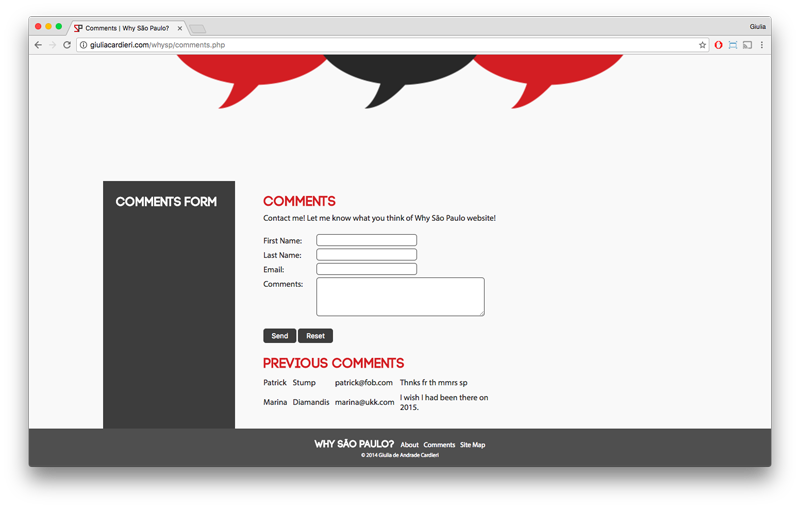 SP Comments | Why São Paulo?
Giulia
giuliacardieri.com/whysp/comments.php
COMMENTS FORM
COMMENTS
Contact me! Let me know what you think of Why São Paulo website!
First Name:
Last Name:
Email:
Comments:
Send Reset
PREVIOUS COMMENTS
Patrick Stump patrick@fob.com Thnks fr th mmrs sp
Marina Diamandis marina@ukk.com I wish I had been there on
2015.
WHY SÃO PAULO? About Comments Site Map
© 2014 Giulia de Andrade Cardieri